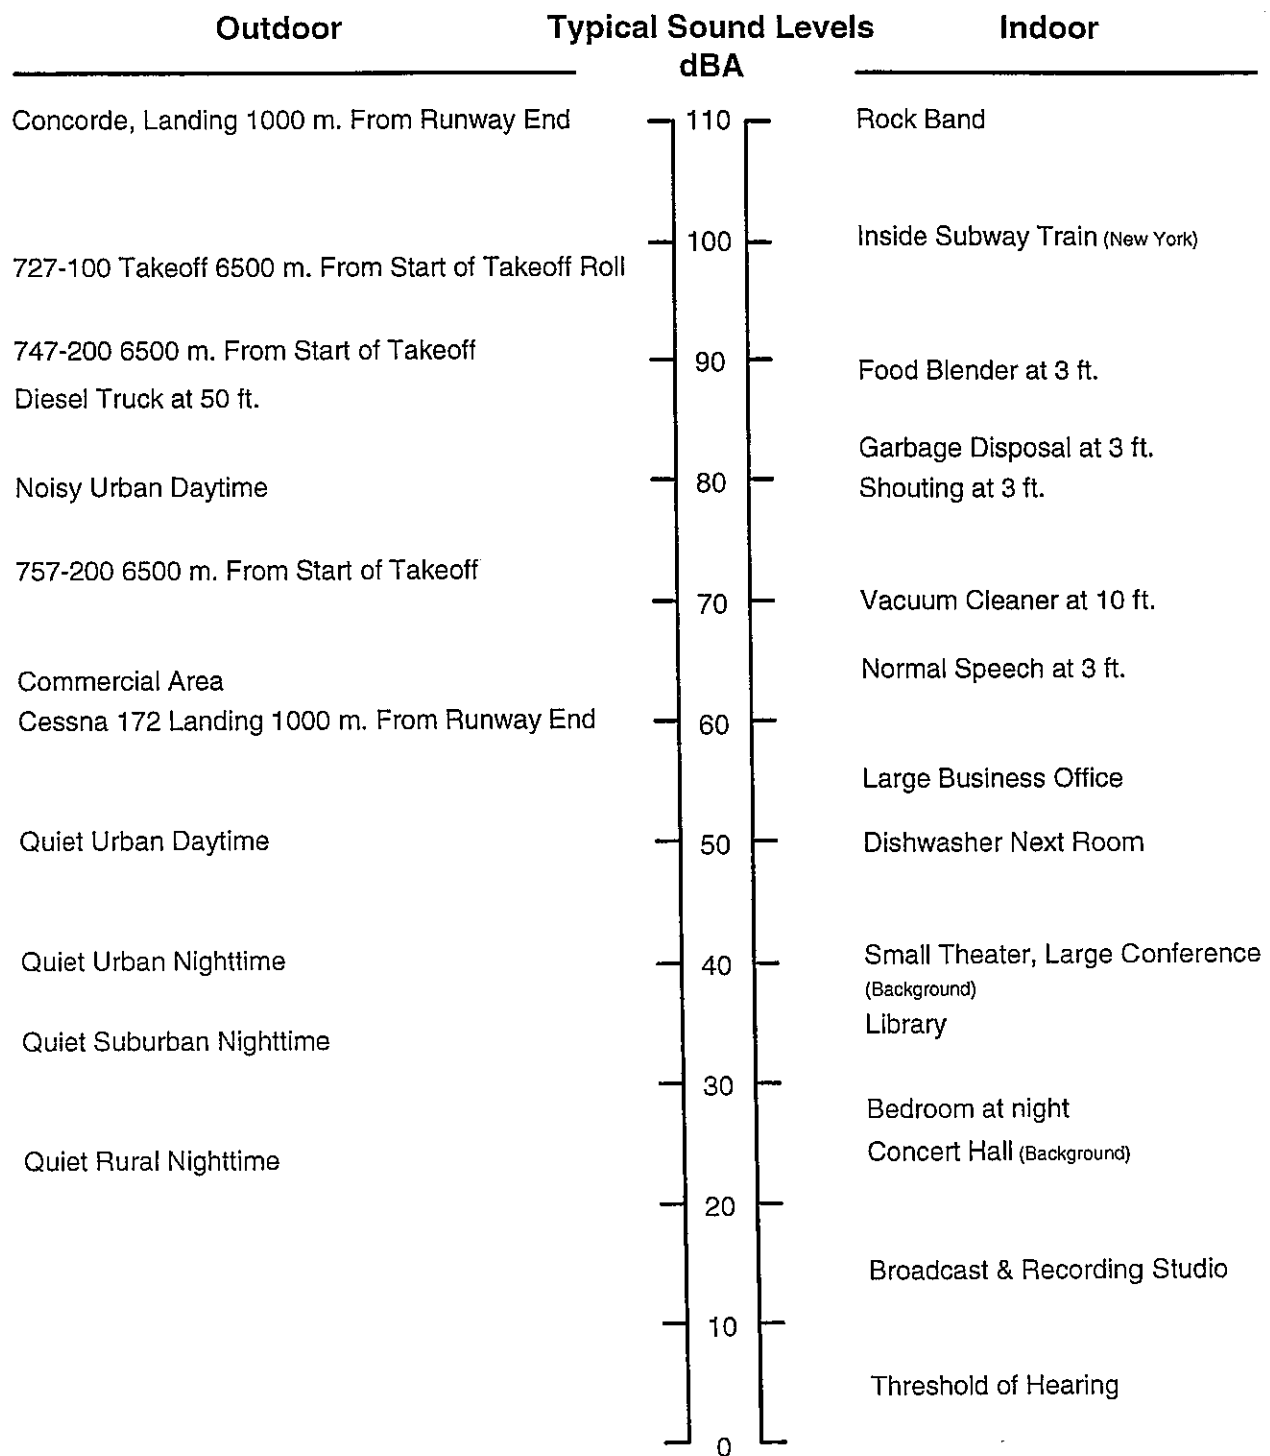 Outdoor Typical Sound Levels Indoor
dBA
Concorde, Landing 1000 m. From Runway End 110 Rock Band
100 Inside Subway Train (New York)
727-100 Takeoff 6500 m. From Start of Takeoff Roll
747-200 6500 m. From Start of Takeoff 90 Food Blender at 3 ft.
Diesel Truck at 50 ft.
Garbage Disposal at 3 ft.
Noisy Urban Daytime 80 Shouting at 3 ft.
757-200 6500 m. From Start of Takeoff
70 Vacuum Cleaner at 10 ft.
Normal Speech at 3 ft.
Commercial Area
Cessna 172 Landing 1000 m. From Runway End 60
Large Business Office
Quiet Urban Daytime 50 Dishwasher Next Room
Quiet Urban Nighttime 40 Small Theater, Large Conference
(Background)
Library
Quiet Suburban Nighttime
30
Bedroom at night
Quiet Rural Nighttime Concert Hall (Background)
20
Broadcast & Recording Studio
10
Threshold of Hearing
0